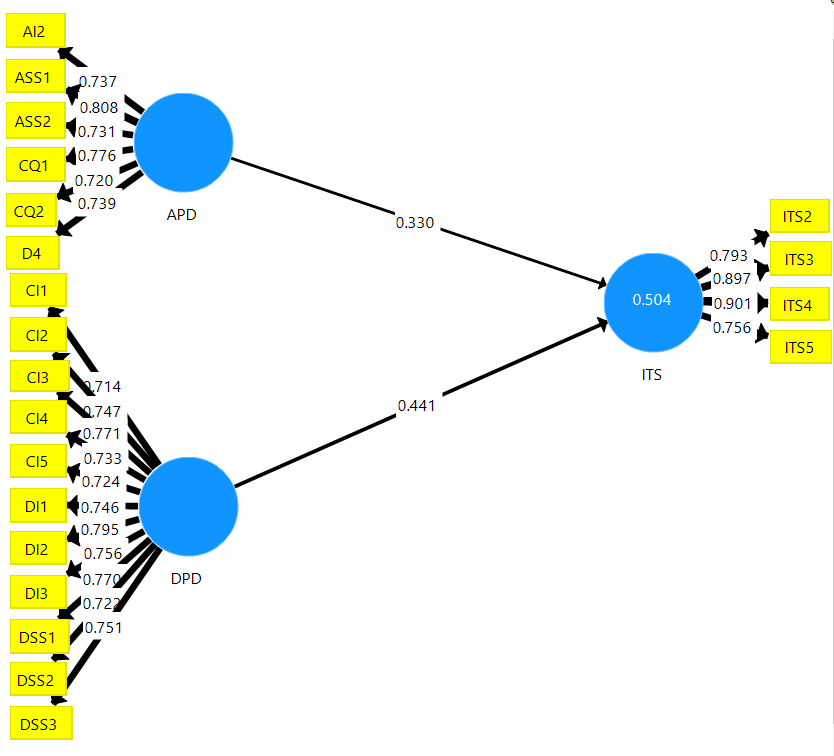 AI2
ASS1
ASS2
CQ1
CQ2
D4
0.737
0.808
0.731
0.776
0.720
0.739
APD
0.330
CI1
CI2
CI3
CI4
CI5
DI1
DI2
DI3
DSS1
DSS2
DSS3
0.714
0.747
0.771
0.733
0.724
0.746
0.795
0.756
0.770
0.722
0.751
DPD
0.441
0.504
ITS
0.793
0.897
0.901
0.756
ITS2
ITS3
ITS4
ITS5